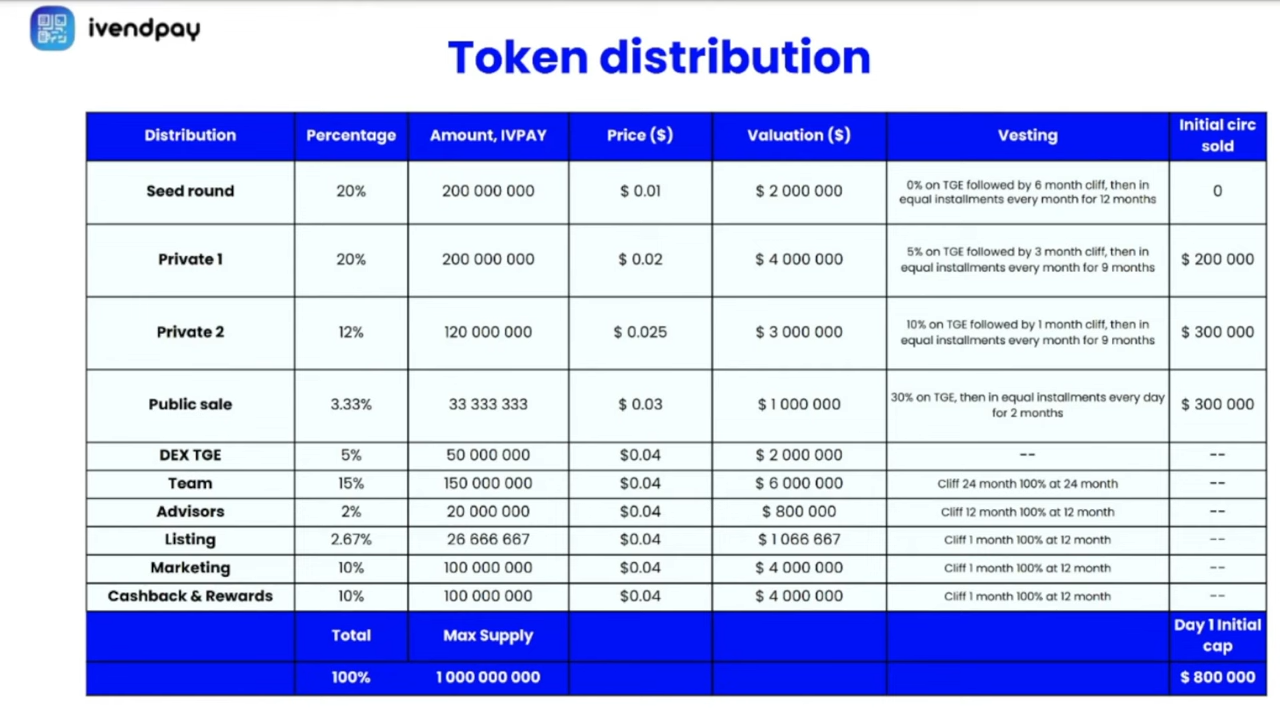 ivendpay
Token distribution
Distribution Percentage Amount, IVPAY Price ($) Valuation ($) Vesting Initial circ sold
Seed round 20% 200 000 000 $ 0.01 $ 2 000 000 0% on TGE followed by 6 month cliff, then in equal installments every month for 12 months 0
Private 1 20% 200 000 000 $ 0.02 $ 4 000 000 5% on TGE followed by 3 month cliff, then in equal installments every month for 9 months $ 200 000
Private 2 12% 120 000 000 $ 0.025 $ 3 000 000 10% on TGE followed by 1 month cliff, then in equal installments every month for 9 months $ 300 000
Public sale 3.33% 33 333 333 $ 0.03 $ 1 000 000 30% on TGE, then in equal installments every day for 2 months $ 300 000
DEX TGE 5% 50 000 000 $0.04 $ 2 000 000 -- --
Team 15% 150 000 000 $0.04 $ 6 000 000 Cliff 24 month 100% at 24 month --
Advisors 2% 20 000 000 $0.04 $ 800 000 Cliff 12 month 100% at 12 month --
Listing 2.67% 26 666 667 $0.04 $ 1 066 667 Cliff 1 month 100% at 12 month --
Marketing 10% 100 000 000 $0.04 $ 4 000 000 Cliff 1 month 100% at 12 month --
Cashback & Rewards 10% 100 000 000 $0.04 $ 4 000 000 Cliff 1 month 100% at 12 month --
Total Max Supply Day 1 Initial cap
100% 1 000 000 000 $ 800 000